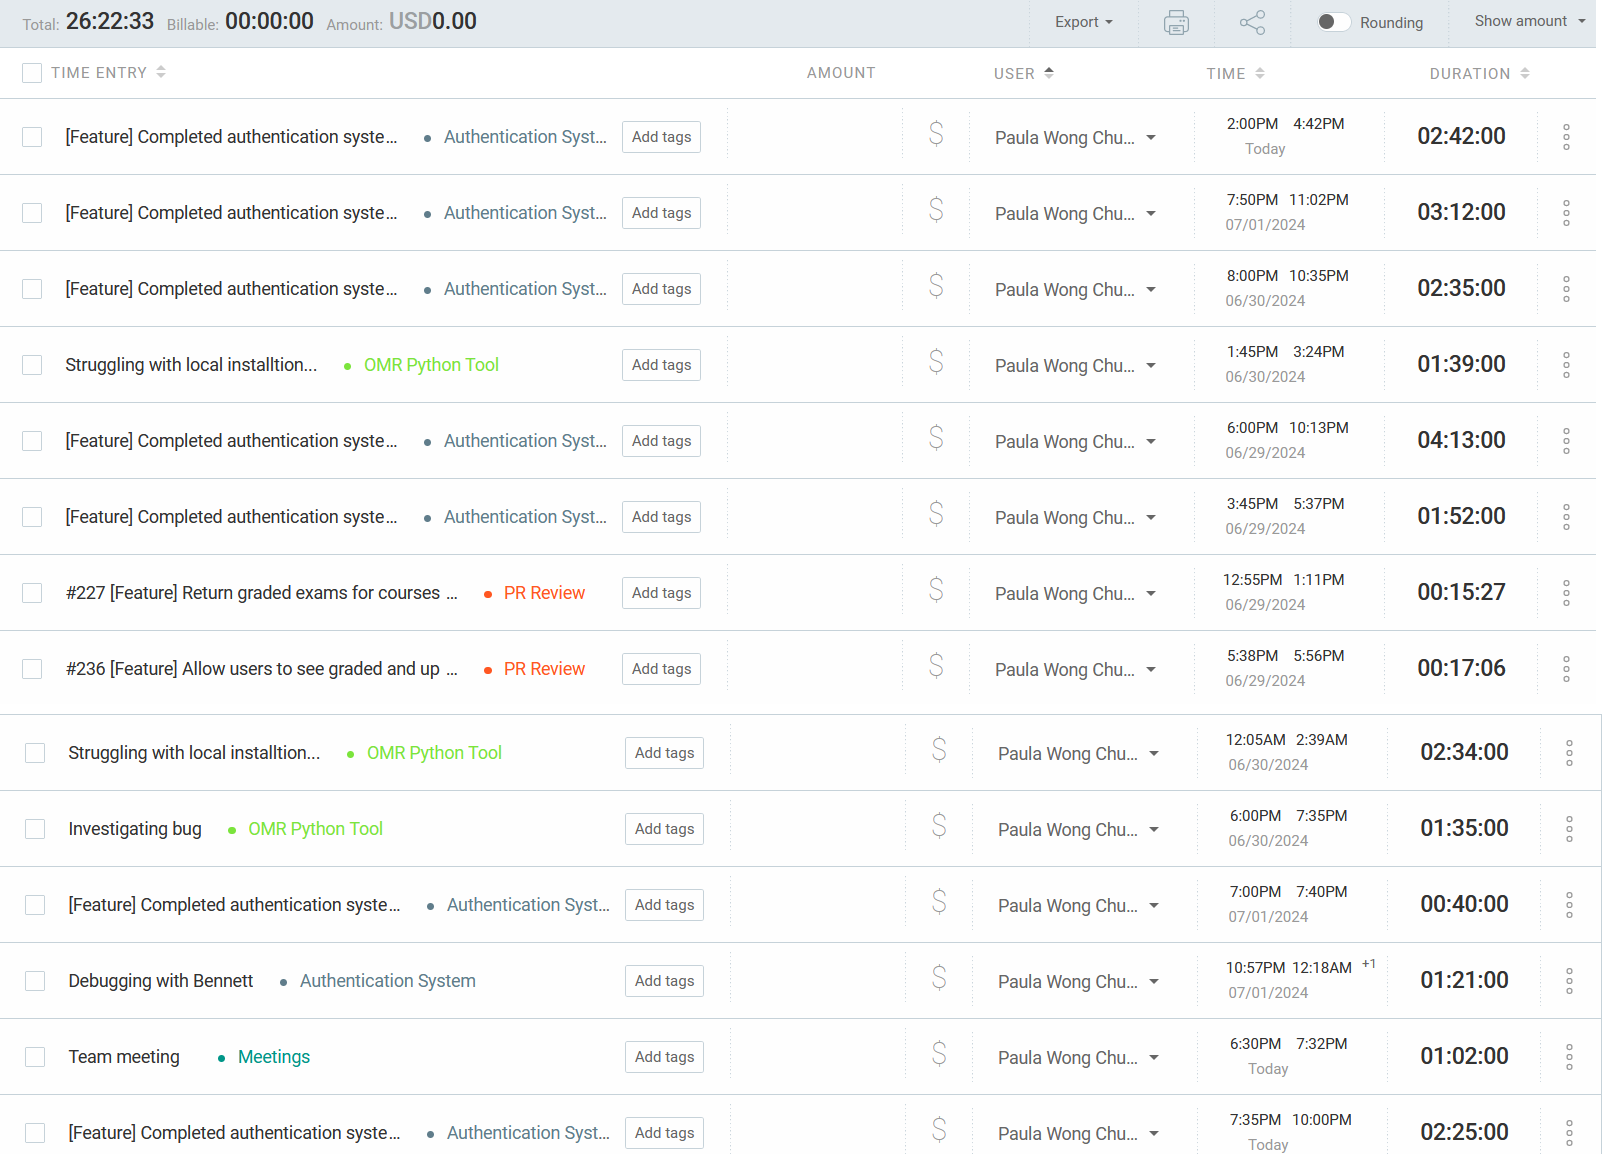 Total: 26:22:33 Billable: 00:00:00 Amount: USD0.00 Export Rounding Show amount
TIME ENTRY AMOUNT USER TIME DURATION
[Feature] Completed authentication syste... • Authentication Syst... Add tags $ Paula Wong Chu... 2:00PM 4:42PM 02:42:00
Today
[Feature] Completed authentication syste... • Authentication Syst... Add tags $ Paula Wong Chu... 7:50PM 11:02PM 03:12:00
07/01/2024
[Feature] Completed authentication syste... • Authentication Syst... Add tags $ Paula Wong Chu... 8:00PM 10:35PM 02:35:00
06/30/2024
Struggling with local installtion... • OMR Python Tool Add tags $ Paula Wong Chu... 1:45PM 3:24PM 01:39:00
06/30/2024
[Feature] Completed authentication syste... • Authentication Syst... Add tags $ Paula Wong Chu... 6:00PM 10:13PM 04:13:00
06/29/2024
[Feature] Completed authentication syste... • Authentication Syst... Add tags $ Paula Wong Chu... 3:45PM 5:37PM 01:52:00
06/29/2024
#227 [Feature] Return graded exams for courses ... • PR Review Add tags $ Paula Wong Chu... 12:55PM 1:11PM 00:15:27
06/29/2024
#236 [Feature] Allow users to see graded and up ... • PR Review Add tags $ Paula Wong Chu... 5:38PM 5:56PM 00:17:06
06/29/2024
Struggling with local installtion... • OMR Python Tool Add tags $ Paula Wong Chu... 12:05AM 2:39AM 02:34:00
06/30/2024
Investigating bug • OMR Python Tool Add tags $ Paula Wong Chu... 6:00PM 7:35PM 01:35:00
06/30/2024
[Feature] Completed authentication syste... • Authentication Syst... Add tags $ Paula Wong Chu... 7:00PM 7:40PM 00:40:00
07/01/2024
Debugging with Bennett • Authentication System Add tags $ Paula Wong Chu... 10:57PM 12:18AM +1 01:21:00
07/01/2024
Team meeting • Meetings Add tags $ Paula Wong Chu... 6:30PM 7:32PM 01:02:00
Today
[Feature] Completed authentication syste... • Authentication Syst... Add tags $ Paula Wong Chu... 7:35PM 10:00PM 02:25:00
Today